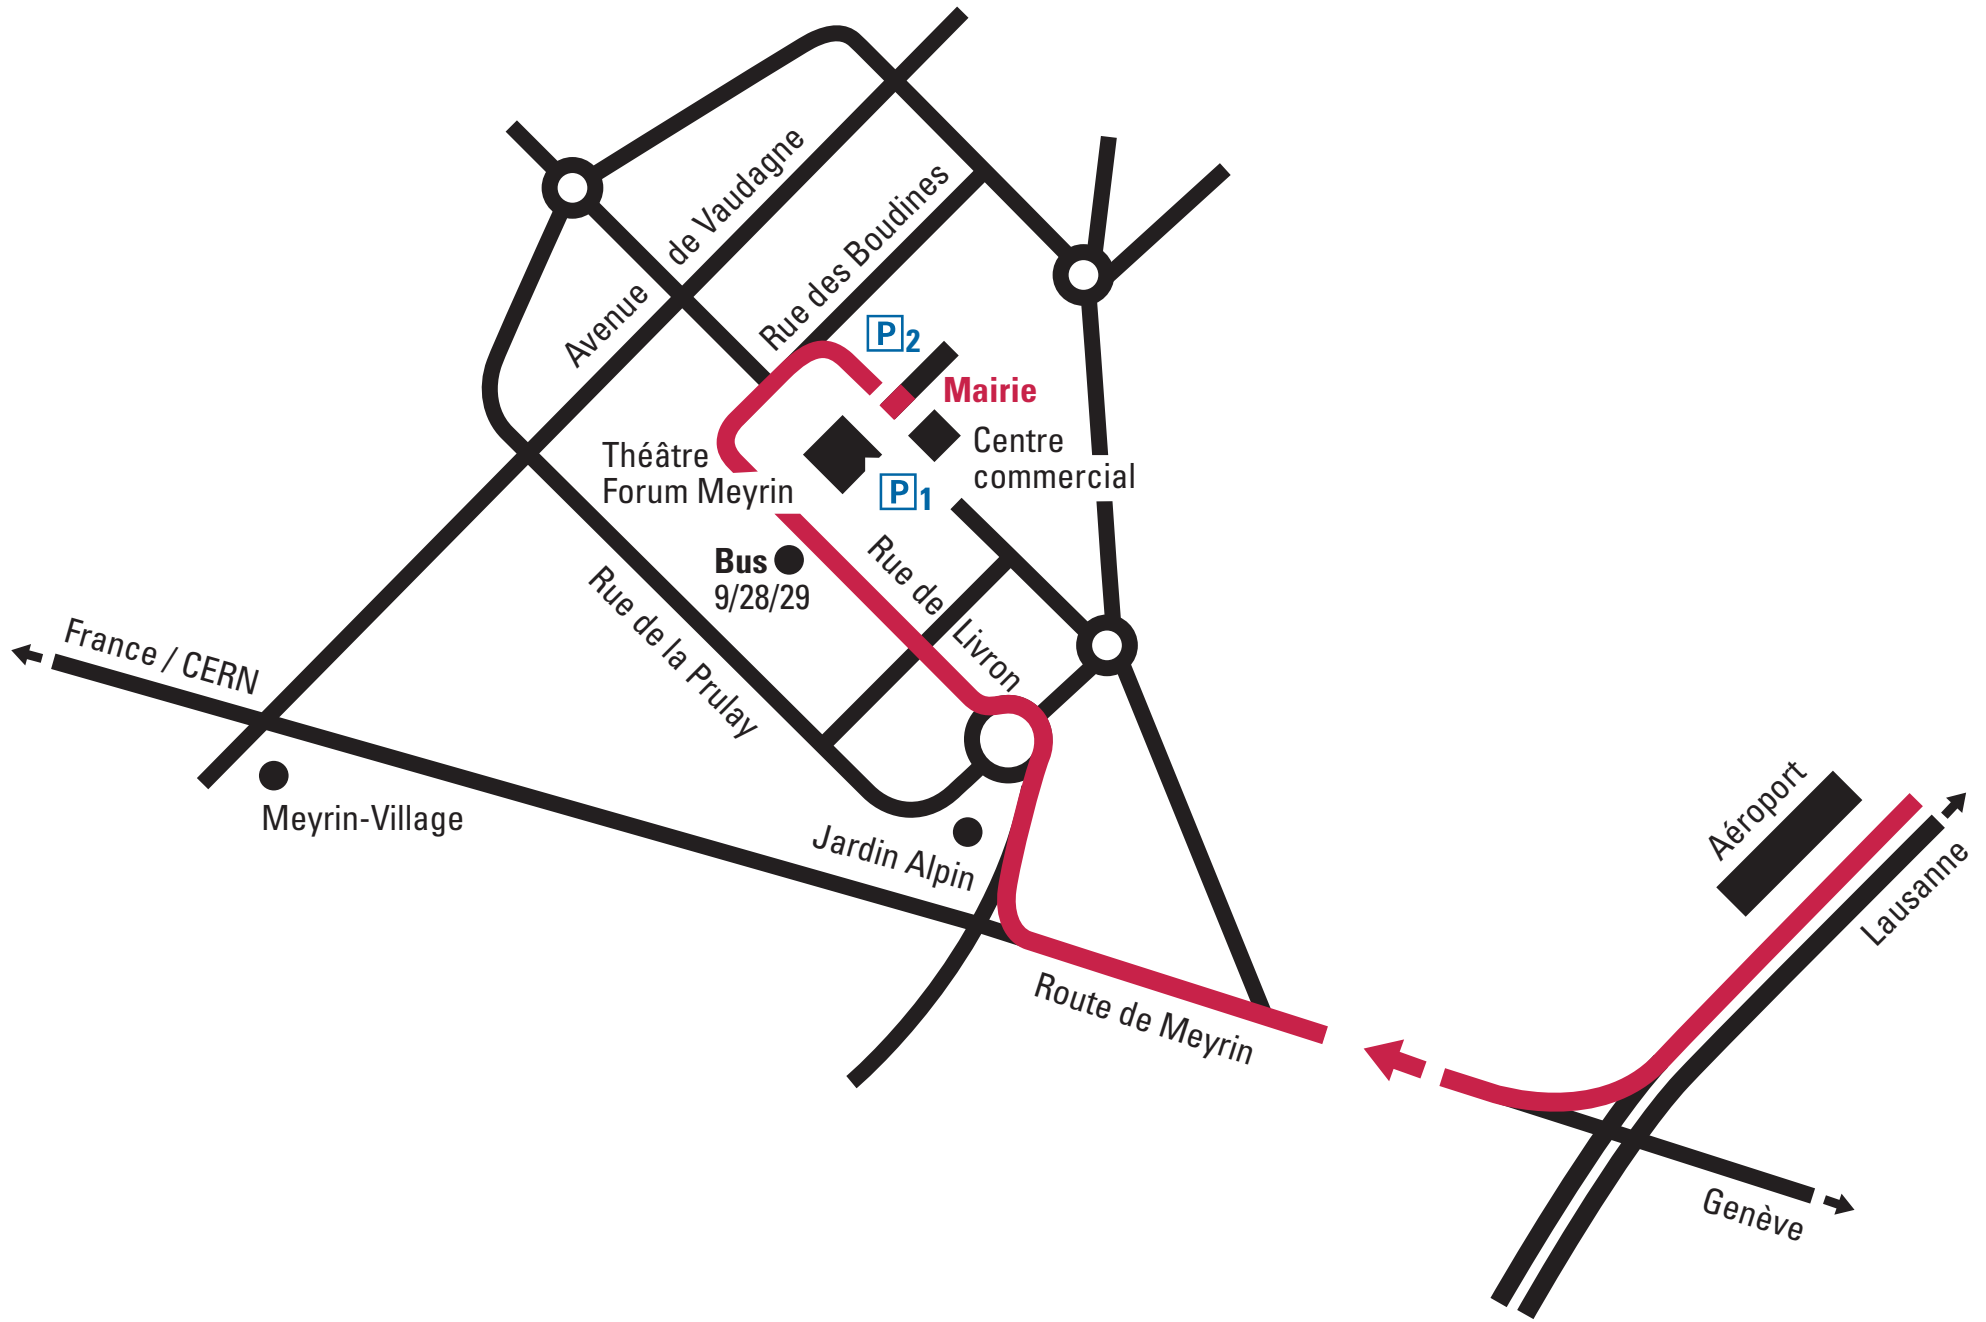 Avenue de Vaudagne
Rue des Boudines
P2
Mairie
Centre
commercial
Théâtre
Forum Meyrin
P1
Bus
9/28/29
Rue de Livron
Rue de la Prulay
France / CERN
Meyrin-Village
Jardin Alpin
Route de Meyrin
Aéroport
Lausanne
Genève